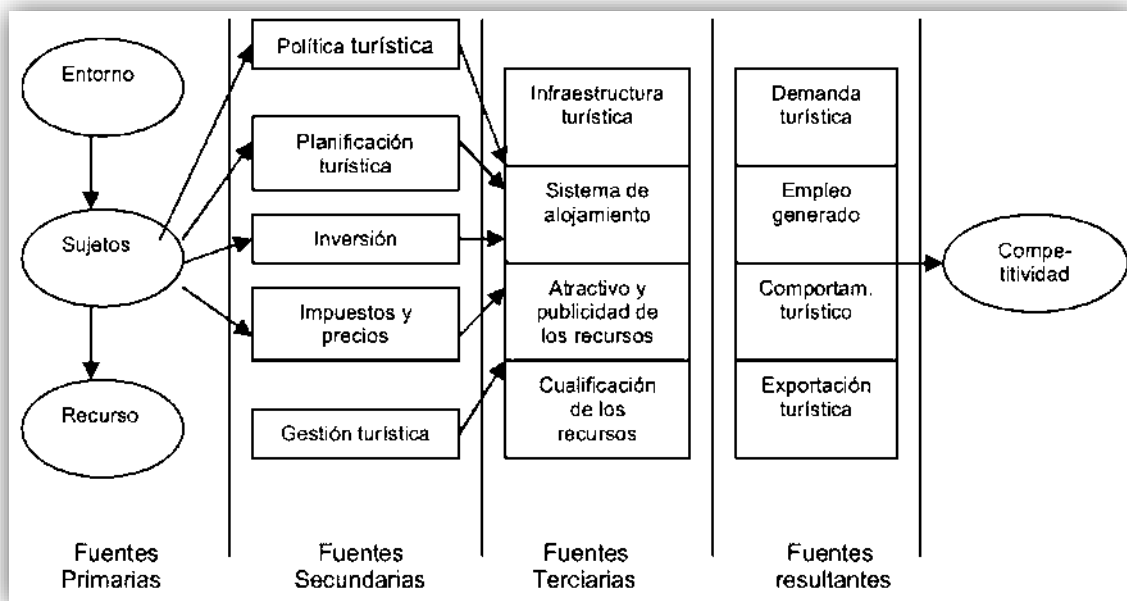 Entorno
Sujetos
Recurso
Fuentes
Primarias
Política turística
Planificación
turística
Inversión
Impuestos y
precios
Gestión turística
Fuentes
Secundarias
Infraestructura
turística
Sistema de
alojamiento
Atractivo y
publicidad de
los recursos
Cualificación
de los
recursos
Fuentes
Terciarias
Demanda
turística
Empleo
generado
Comportam.
turístico
Exportación
turística
Fuentes
resultantes
Compe-
titividad